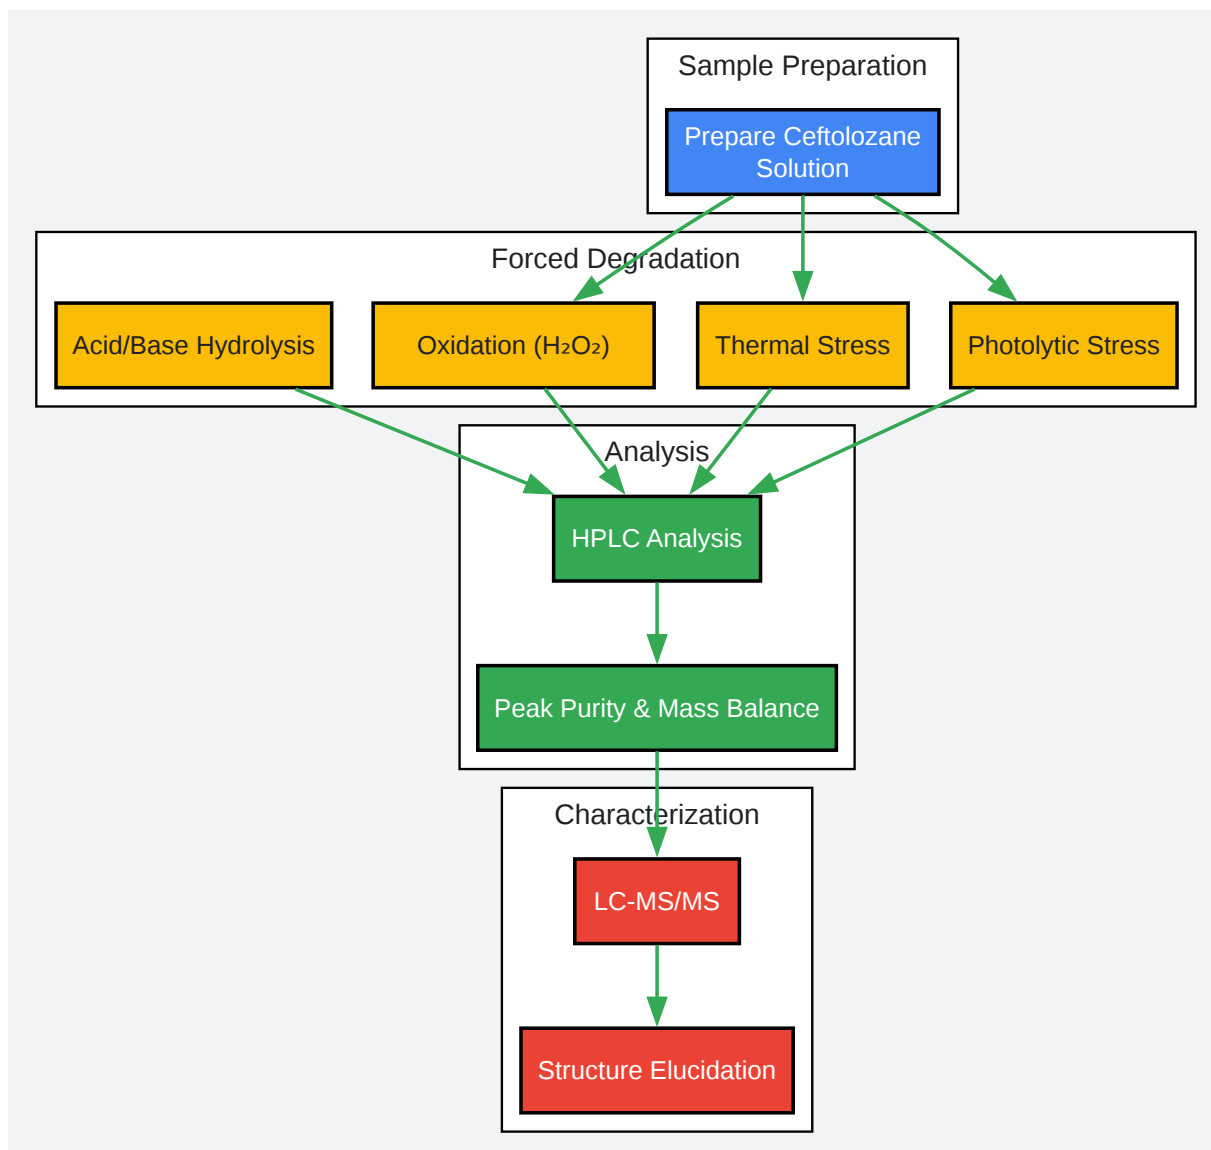 Sample Preparation
Prepare Ceftolozane
Solution
Forced Degradation
Acid/Base Hydrolysis
Oxidation (H₂O₂)
Thermal Stress
Photolytic Stress
Analysis
HPLC Analysis
Peak Purity & Mass Balance
Characterization
LC-MS/MS
Structure Elucidation